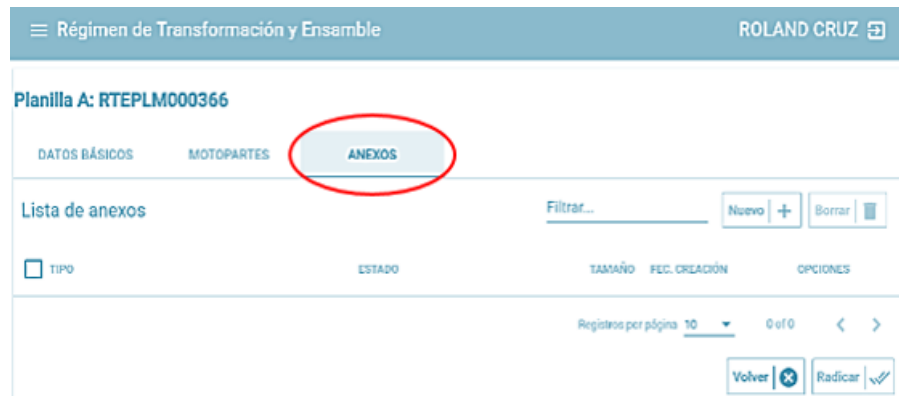 Régimen de Transformación y Ensamble ROLAND CRUZ
Planilla A: RTEPLM000366
DATOS BÁSICOS MOTOPARTES ANEXOS
Lista de anexos Filtrar... Nuevo Borrar
TIPO ESTADO TAMAÑO FEC. CREACIÓN OPCIONES
Registros por página 10 0 of 0
Volver Radicar